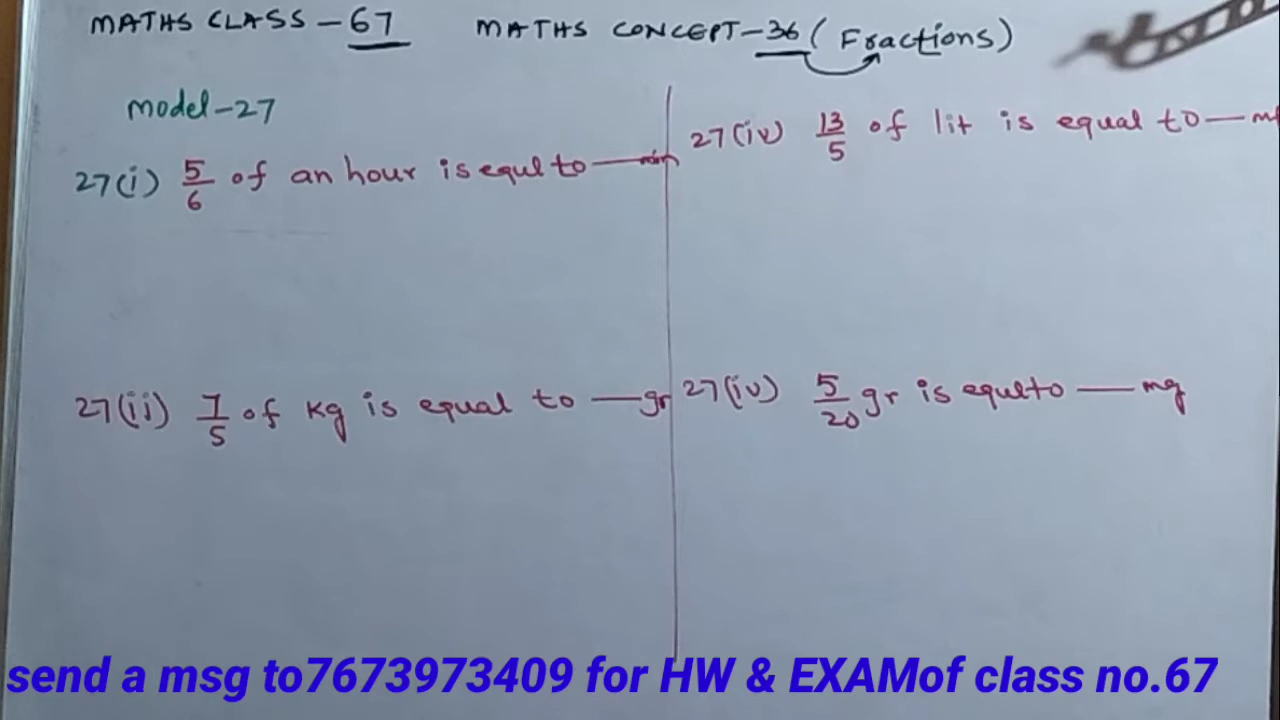 MATHS CLASS - 67 MATHS CONCEPT-36 (Fractions)
model-27
27(i) 5/6 of an hour is equl to — min
27(ii) 7/5 of kg is equal to — gr
27(iv) 13/5 of lit is equal to — ml
27(iv) 5/20 gr is equlto — mg
send a msg to7673973409 for HW & EXAMof class no.67